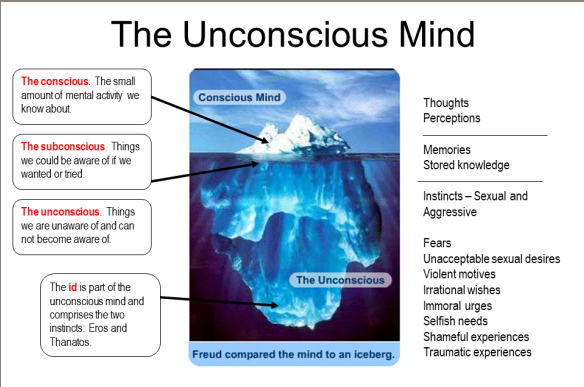 The Unconscious Mind
The conscious. The small
amount of mental activity we
know about.
The subconscious. Things
we could be aware of if we
wanted or tried.
The unconscious. Things
we are unaware of and can
not become aware of.
The id is part of the
unconscious mind and
comprises the two
instincts: Eros and
Thanatos.
Conscious Mind
The Unconscious
Freud compared the mind to an iceberg.
Thoughts
Perceptions
Memories
Stored knowledge
Instincts – Sexual and
Aggressive
Fears
Unacceptable sexual desires
Violent motives
Irrational wishes
Immoral urges
Selfish needs
Shameful experiences
Traumatic experiences